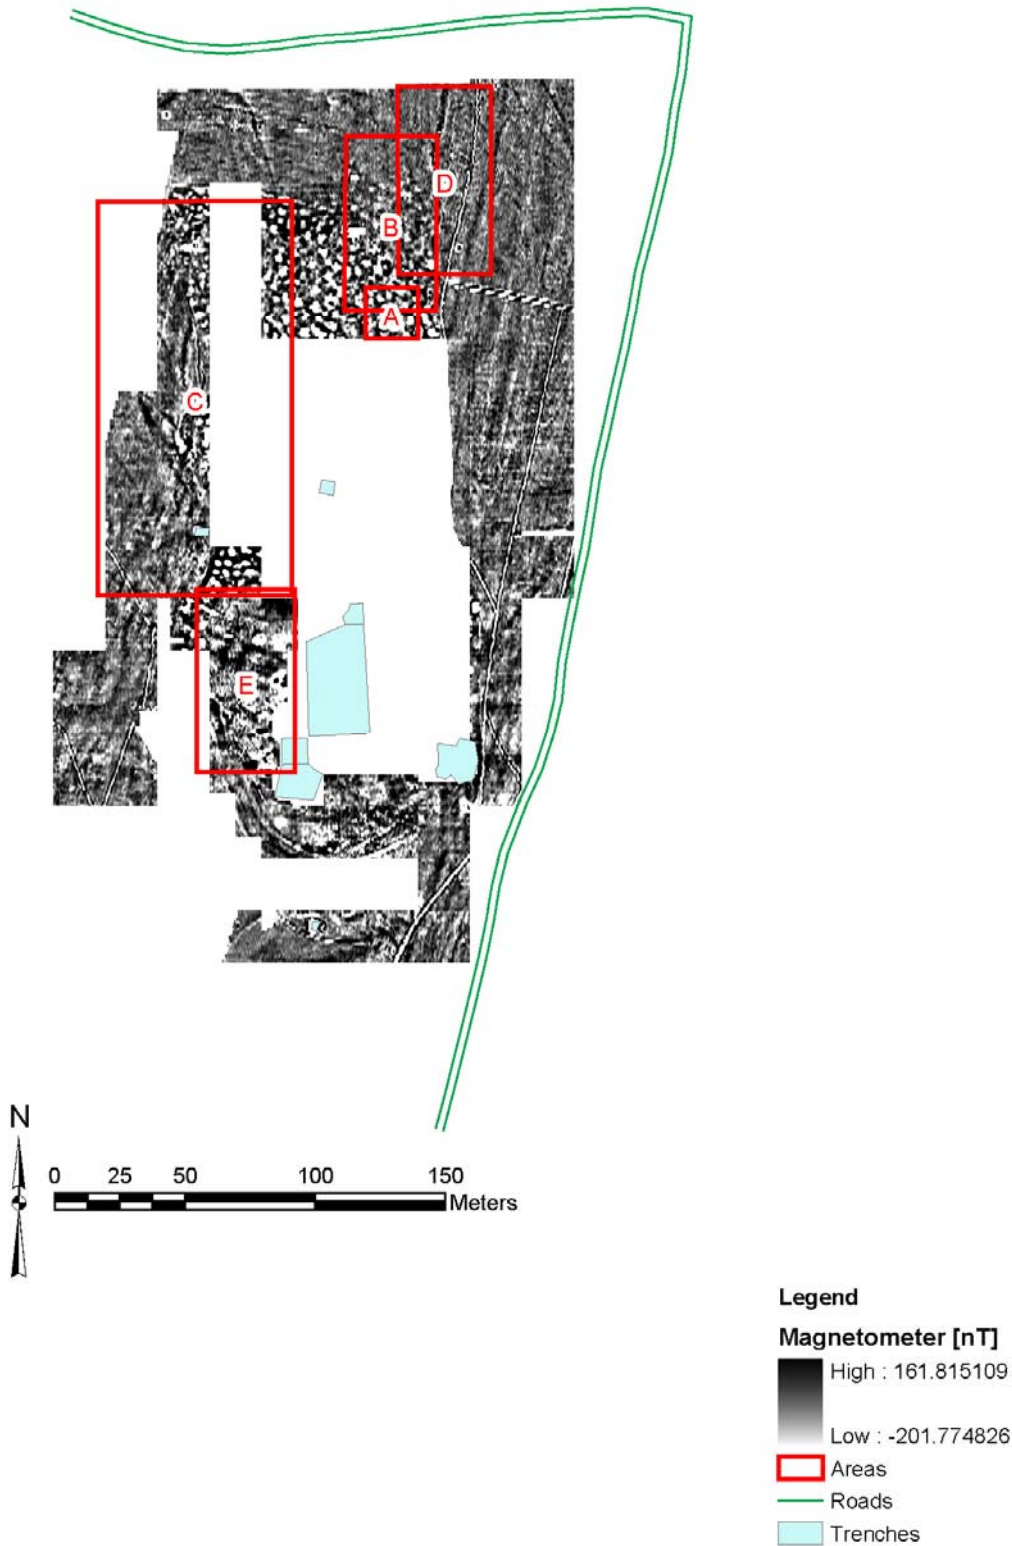 D
B
A
C
E
N
0 25 50 100 150
Meters
Legend
Magnetometer [nT]
High : 161.815109
Low : -201.774826
Areas
Roads
Trenches